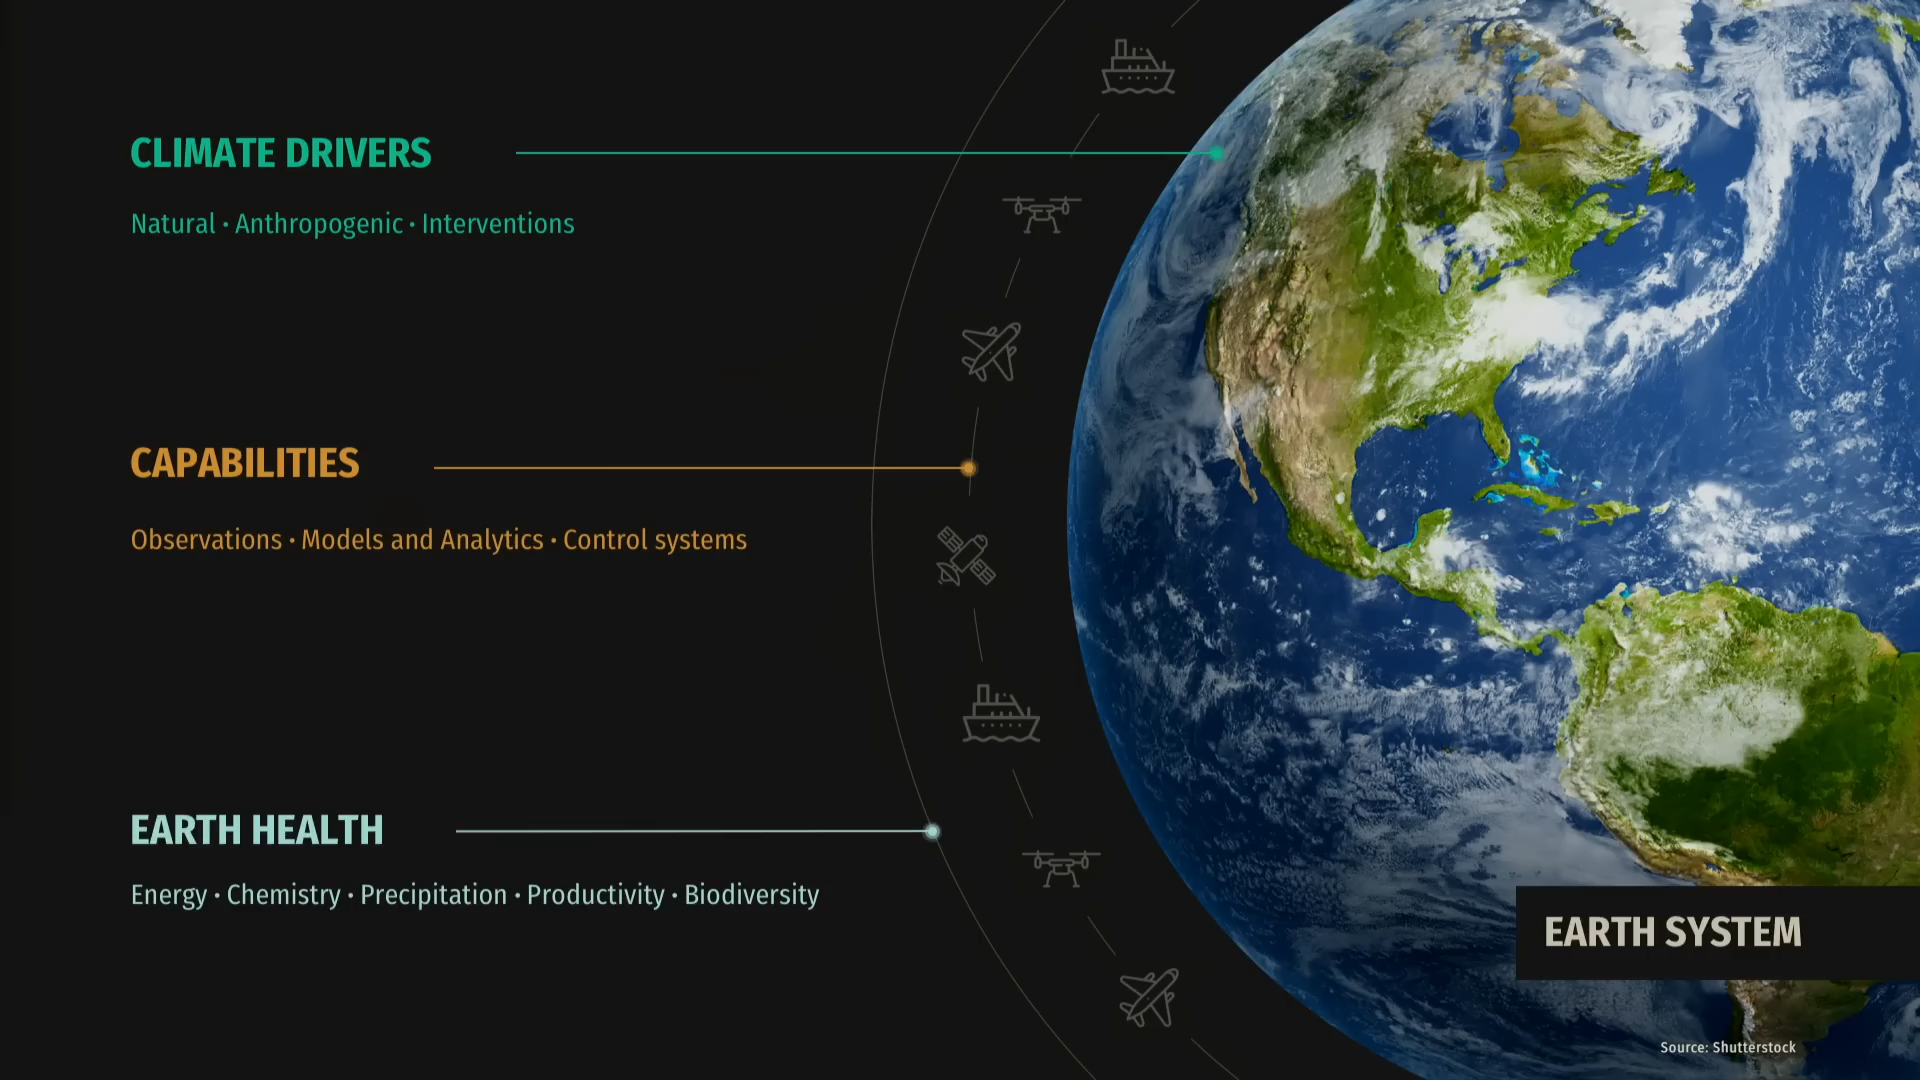 CLIMATE DRIVERS
Natural · Anthropogenic · Interventions
CAPABILITIES
Observations · Models and Analytics · Control systems
EARTH HEALTH
Energy · Chemistry · Precipitation · Productivity · Biodiversity
EARTH SYSTEM
Source: Shutterstock